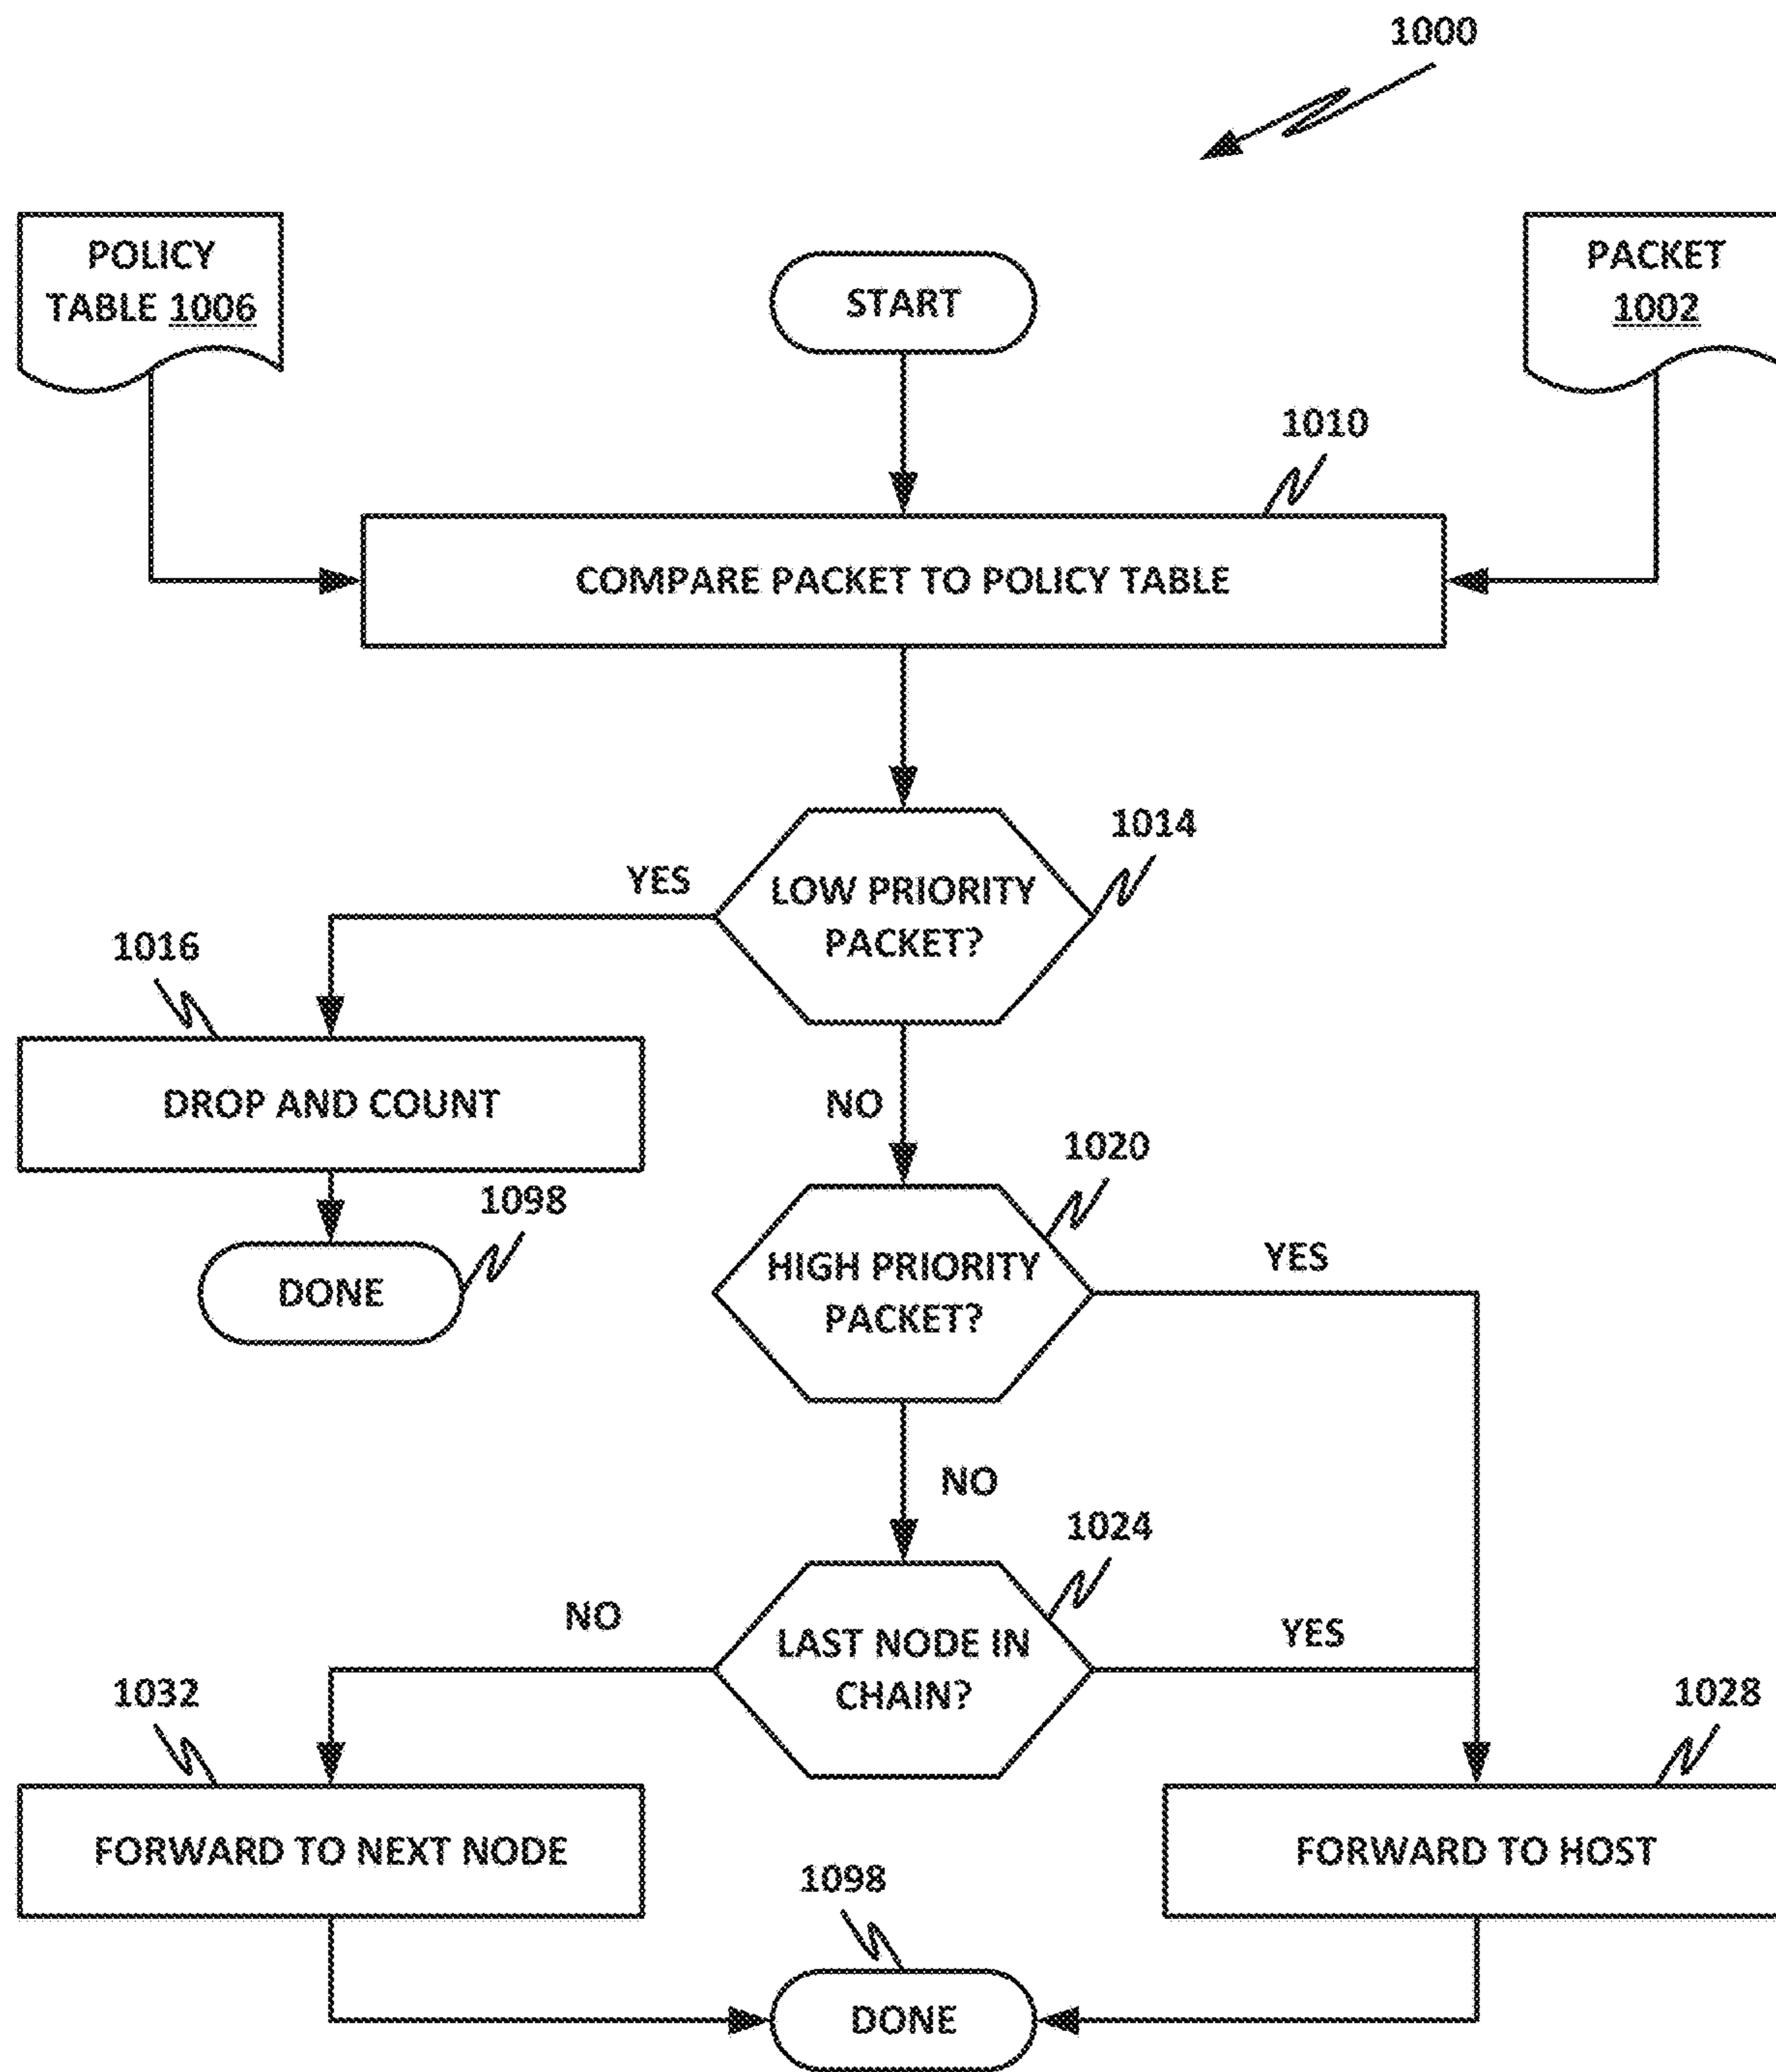 1000
POLICY
TABLE 1006
START
PACKET
1002
1010
COMPARE PACKET TO POLICY TABLE
1014
YES
LOW PRIORITY
PACKET?
1016
DROP AND COUNT
NO
1020
1098
DONE
HIGH PRIORITY
PACKET?
YES
NO
1024
NO
LAST NODE IN
CHAIN?
YES
1032
1028
FORWARD TO NEXT NODE
FORWARD TO HOST
1098
DONE